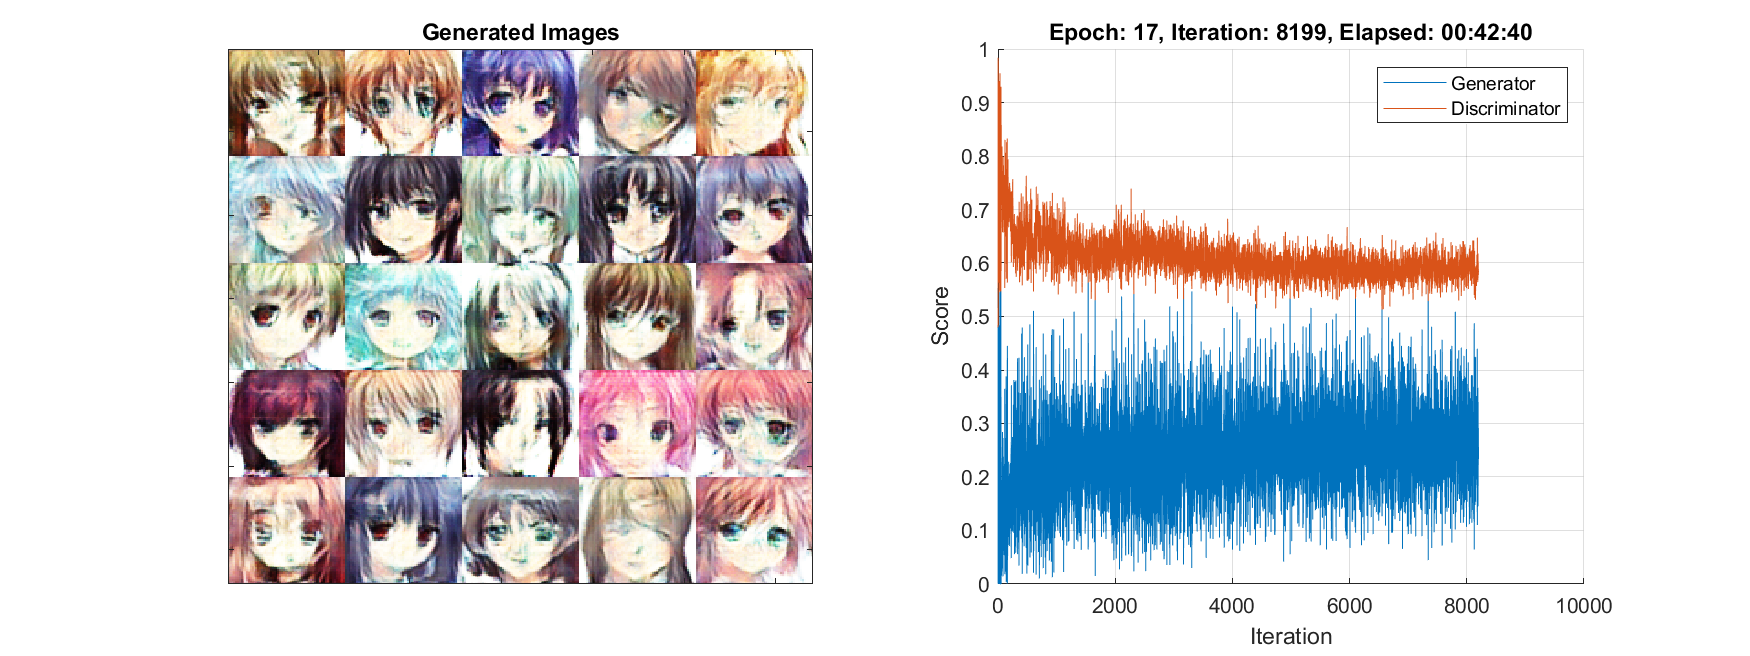 Generated Images
Epoch: 17, Iteration: 8199, Elapsed: 00:42:40
Generator
Discriminator
1
0.9
0.8
0.7
0.6
0.5
0.4
0.3
0.2
0.1
0
Score
0 2000 4000 6000 8000 10000
Iteration